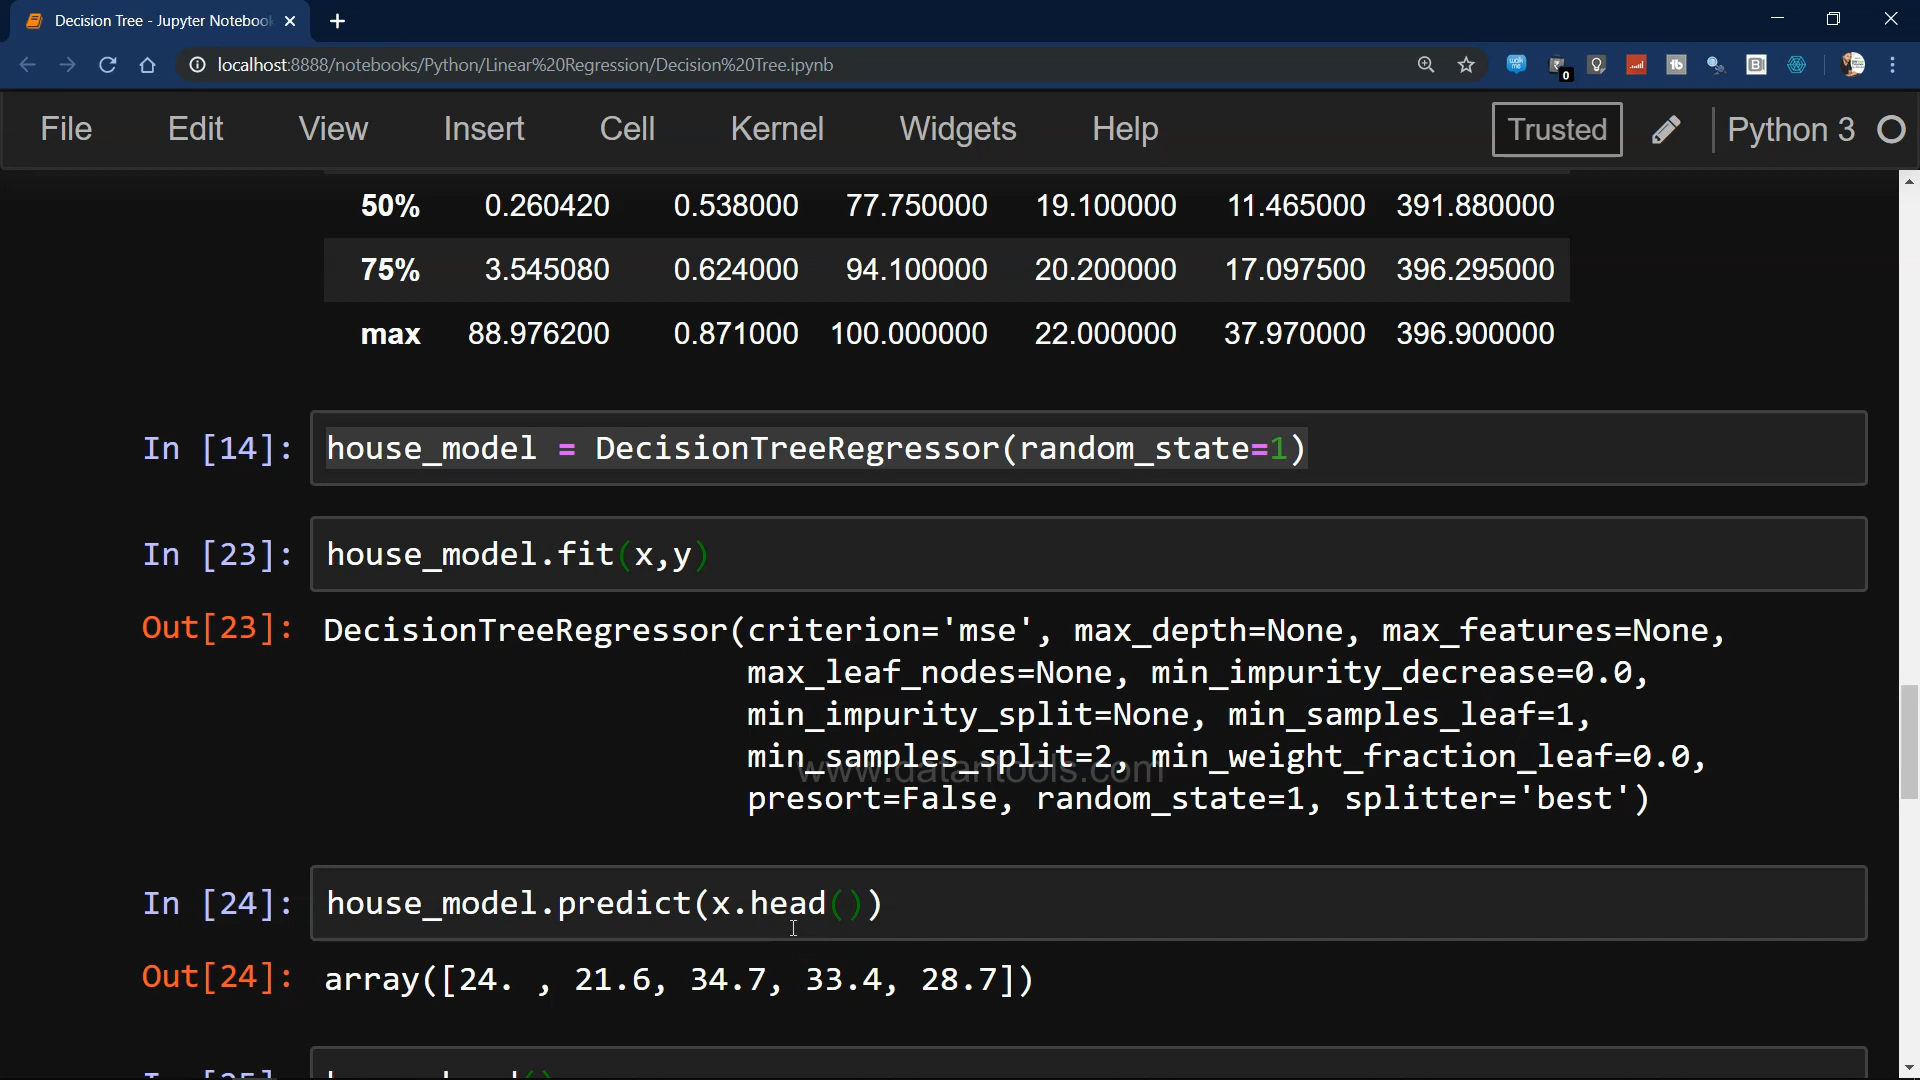 Decision Tree - Jupyter Noteboo
localhost:8888/notebooks/Python/Linear%20Regression/Decision%20Tree.ipynb
0
File Edit View Insert Cell Kernel Widgets Help Trusted Python 3
50% 0.260420 0.538000 77.750000 19.100000 11.465000 391.880000
75% 3.545080 0.624000 94.100000 20.200000 17.097500 396.295000
max 88.976200 0.871000 100.000000 22.000000 37.970000 396.900000
In [14]: house_model = DecisionTreeRegressor(random_state=1)
In [23]: house_model.fit(x,y)
Out[23]: DecisionTreeRegressor(criterion='mse', max_depth=None, max_features=None,
max_leaf_nodes=None, min_impurity_decrease=0.0,
min_impurity_split=None, min_samples_leaf=1,
min_samples_split=2, min_weight_fraction_leaf=0.0,
www.datantools.com
presort=False, random_state=1, splitter='best')
In [24]: house_model.predict(x.head())
Out[24]: array([24. , 21.6, 34.7, 33.4, 28.7])